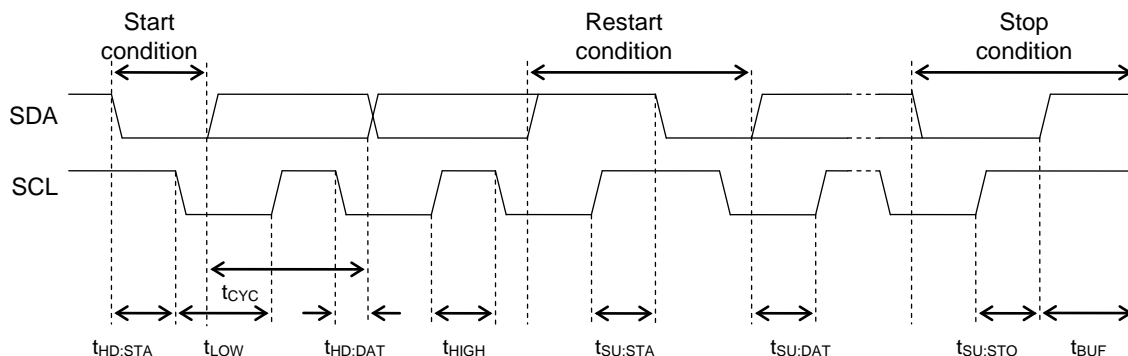 Start
condition
Restart
condition
Stop
condition
SDA
SCL
tCYC
tHD:STA
tLOW
tHD:DAT
tHIGH
tSU:STA
tSU:DAT
tSU:STO
tBUF